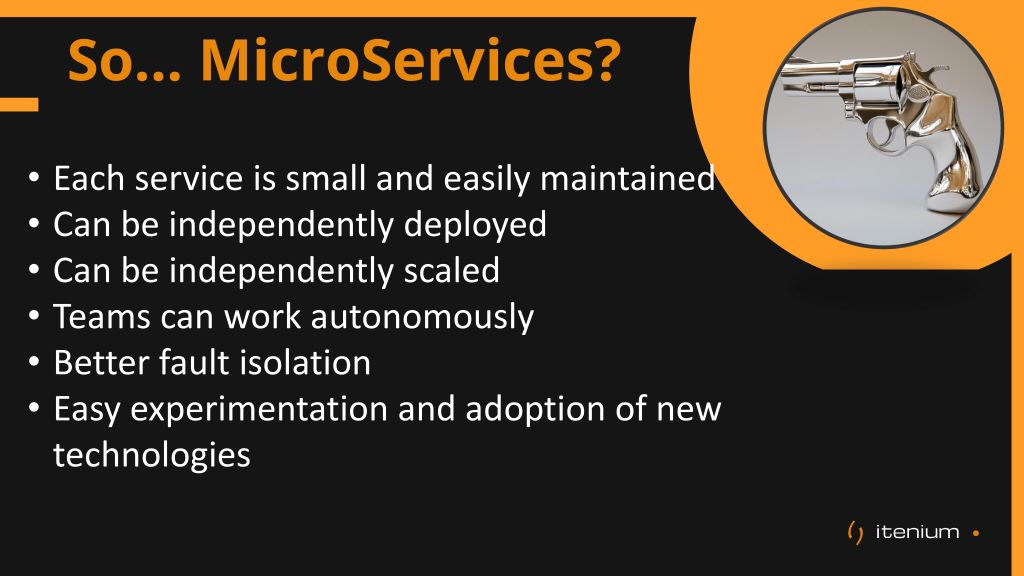 So... MicroServices?
• Each service is small and easily maintained
• Can be independently deployed
• Can be independently scaled
• Teams can work autonomously
• Better fault isolation
• Easy experimentation and adoption of new
technologies
itenium